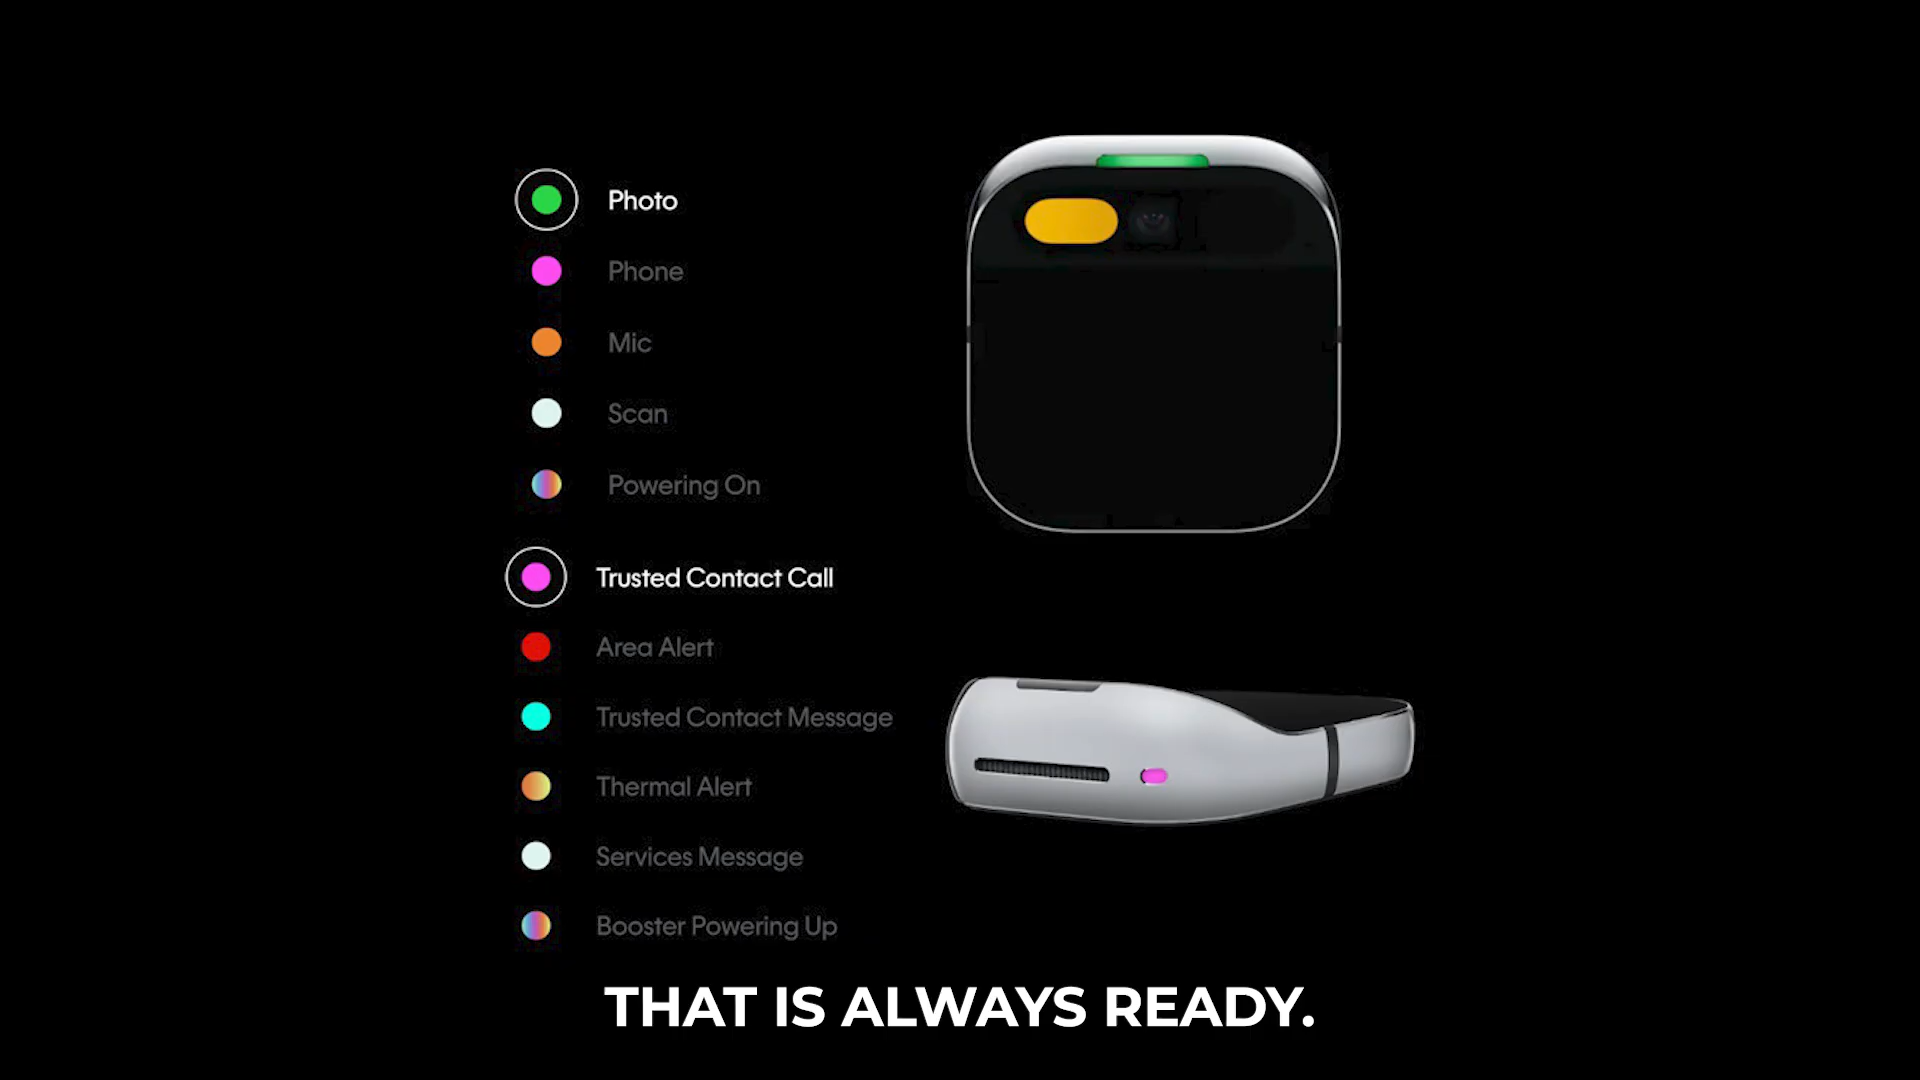 Photo
Phone
Mic
Scan
Powering On
Trusted Contact Call
Area Alert
Trusted Contact Message
Thermal Alert
Services Message
Booster Powering Up
THAT IS ALWAYS READY.